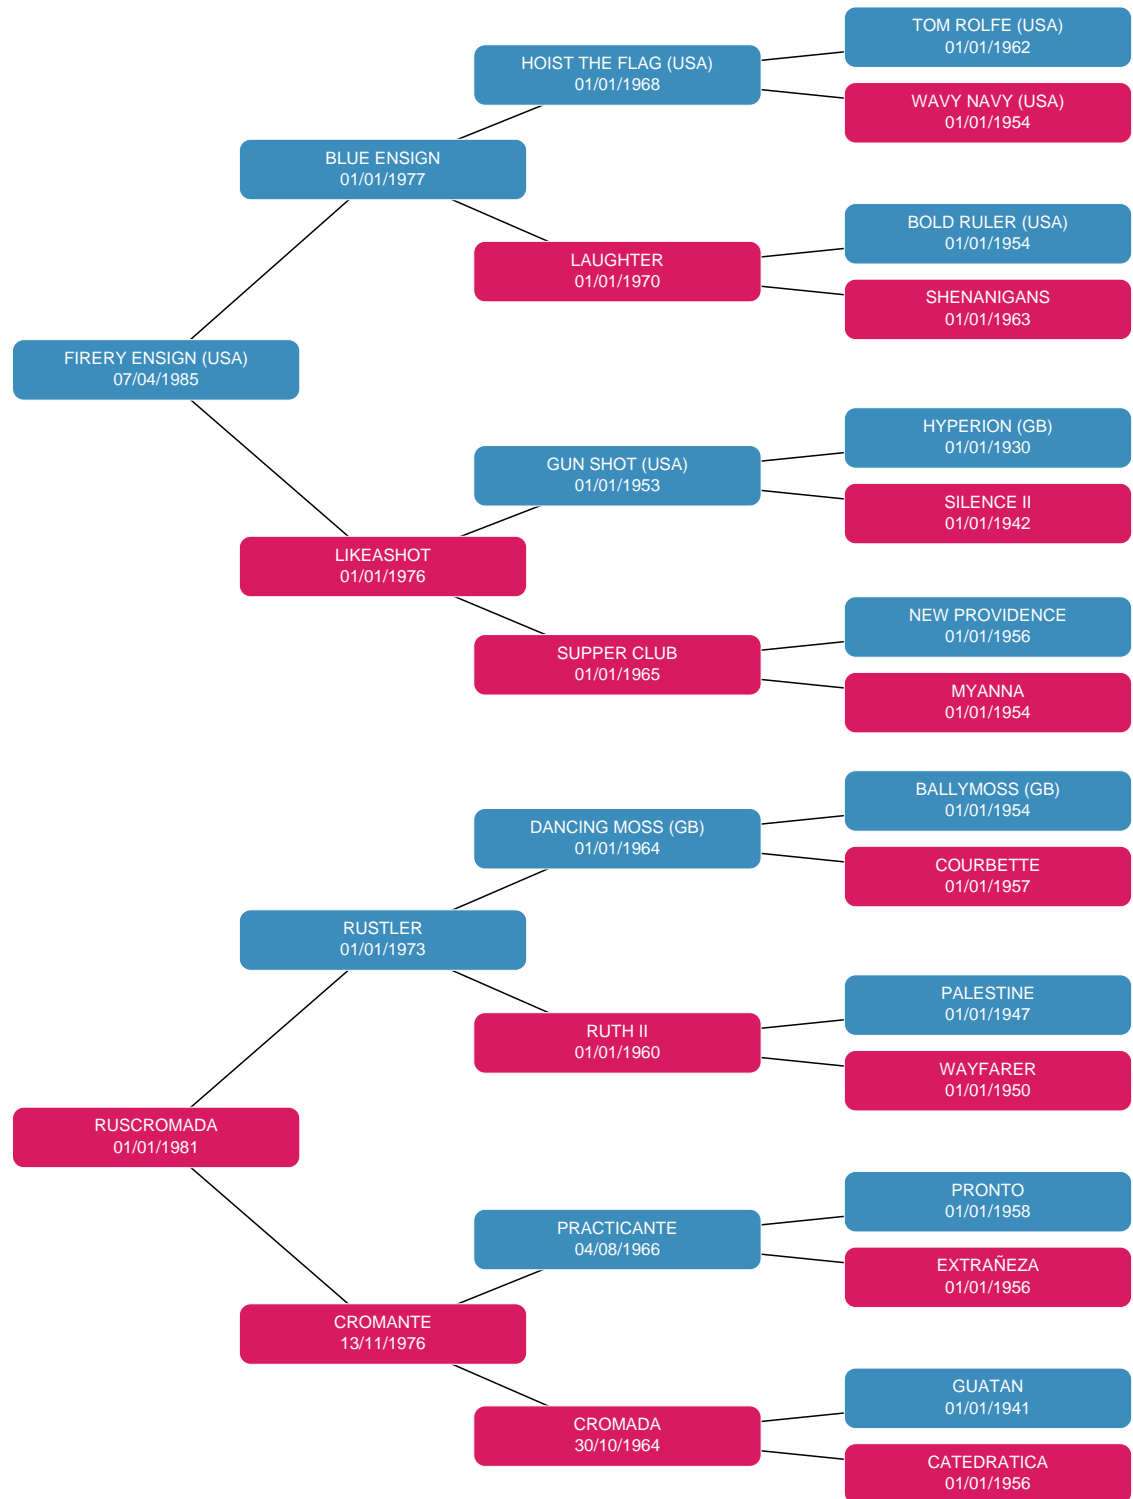 TOM ROLFE (USA)
01/01/1962
HOIST THE FLAG (USA)
01/01/1968
WAVY NAVY (USA)
01/01/1954
BLUE ENSIGN
01/01/1977
BOLD RULER (USA)
01/01/1954
LAUGHTER
01/01/1970
SHENANIGANS
01/01/1963
FIRERY ENSIGN (USA)
07/04/1985
HYPERION (GB)
01/01/1930
GUN SHOT (USA)
01/01/1953
SILENCE II
01/01/1942
LIKEASHOT
01/01/1976
NEW PROVIDENCE
01/01/1956
SUPPER CLUB
01/01/1965
MYANNA
01/01/1954
BALLYMOSS (GB)
01/01/1954
DANCING MOSS (GB)
01/01/1964
COURBETTE
01/01/1957
RUSTLER
01/01/1973
PALESTINE
01/01/1947
RUTH II
01/01/1960
WAYFARER
01/01/1950
RUSCROMADA
01/01/1981
PRONTO
01/01/1958
PRACTICANTE
04/08/1966
EXTRAÑEZA
01/01/1956
CROMANTE
13/11/1976
GUATAN
01/01/1941
CROMADA
30/10/1964
CATEDRATICA
01/01/1956